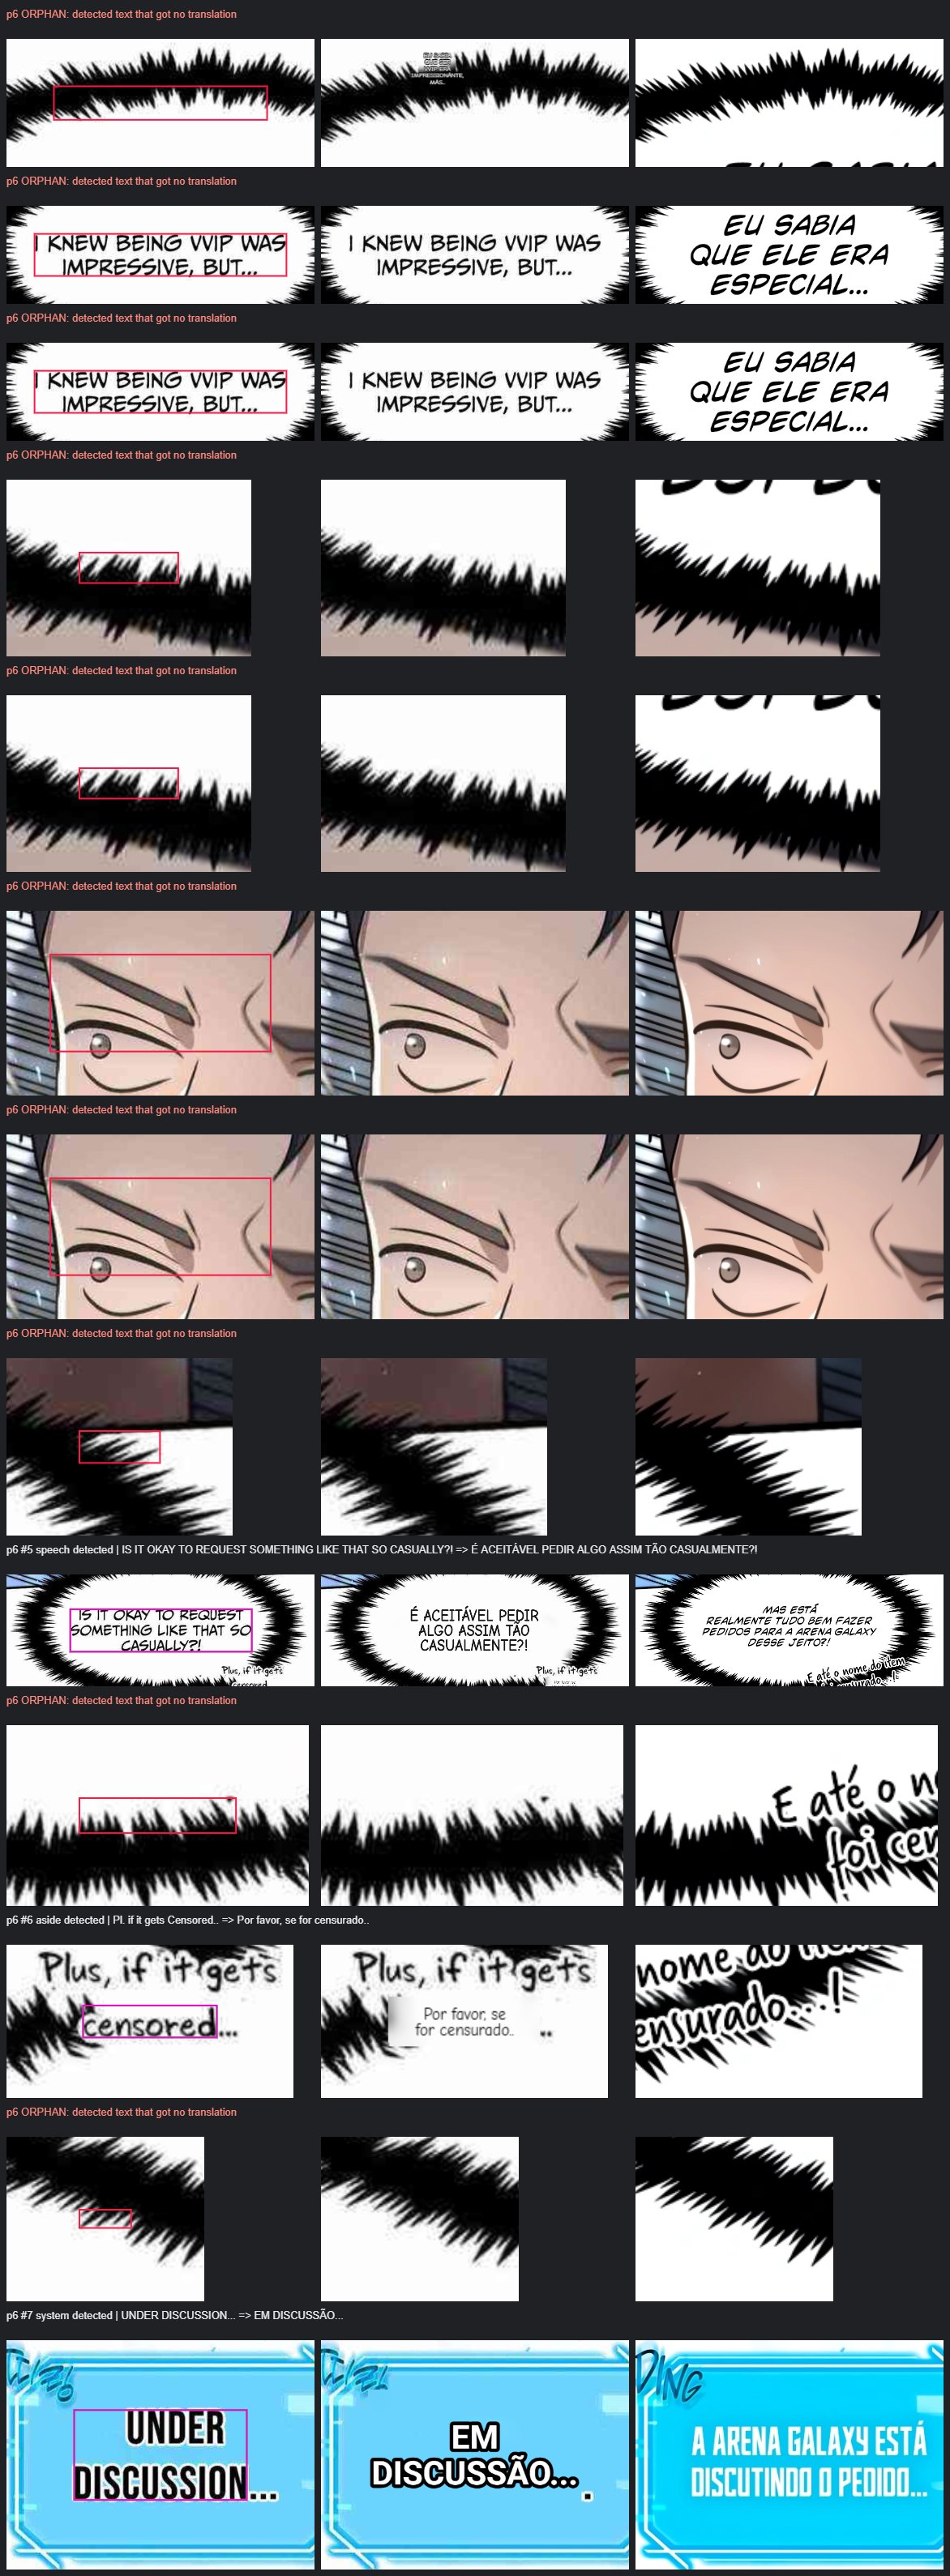 p6 ORPHAN: detected text that got no translation
IMPRESSIONANTE,
MAS..
p6 ORPHAN: detected text that got no translation
I KNEW BEING VVIP WAS
IMPRESSIVE, BUT...
I KNEW BEING VVIP WAS
IMPRESSIVE, BUT...
EU SABIA
QUE ELE ERA
ESPECIAL...
p6 ORPHAN: detected text that got no translation
I KNEW BEING VVIP WAS
IMPRESSIVE, BUT...
I KNEW BEING VVIP WAS
IMPRESSIVE, BUT...
EU SABIA
QUE ELE ERA
ESPECIAL...
p6 ORPHAN: detected text that got no translation
p6 ORPHAN: detected text that got no translation
p6 ORPHAN: detected text that got no translation
p6 ORPHAN: detected text that got no translation
p6 ORPHAN: detected text that got no translation
p6 #5 speech detected | IS IT OKAY TO REQUEST SOMETHING LIKE THAT SO CASUALLY?! => É ACEITÁVEL PEDIR ALGO ASSIM TÃO CASUALMENTE?!
IS IT OKAY TO REQUEST
SOMETHING LIKE THAT SO
CASUALLY?!
Plus, if it gets
censored
É ACEITÁVEL PEDIR
ALGO ASSIM TÃO
CASUALMENTE?!
Plus, if it gets
MAS ESTÁ
REALMENTE TUDO BEM FAZER
PEDIDOS PARA A ARENA GALAXY
DESSE JEITO?!
E até o nome do item
foi censurado...!
p6 ORPHAN: detected text that got no translation
E até o n
foi cen
p6 #6 aside detected | Pl. if it gets Censored.. => Por favor, se for censurado..
Plus, if it gets
censored...
Plus, if it gets
Por favor, se
for censurado..
..
nome do item
ensurado...!
p6 ORPHAN: detected text that got no translation
p6 #7 system detected | UNDER DISCUSSION... => EM DISCUSSÃO...
UNDER
DISCUSSION...
EM
DISCUSSÃO...
.
DING
A ARENA GALAXY ESTÁ
DISCUTINDO O PEDIDO...